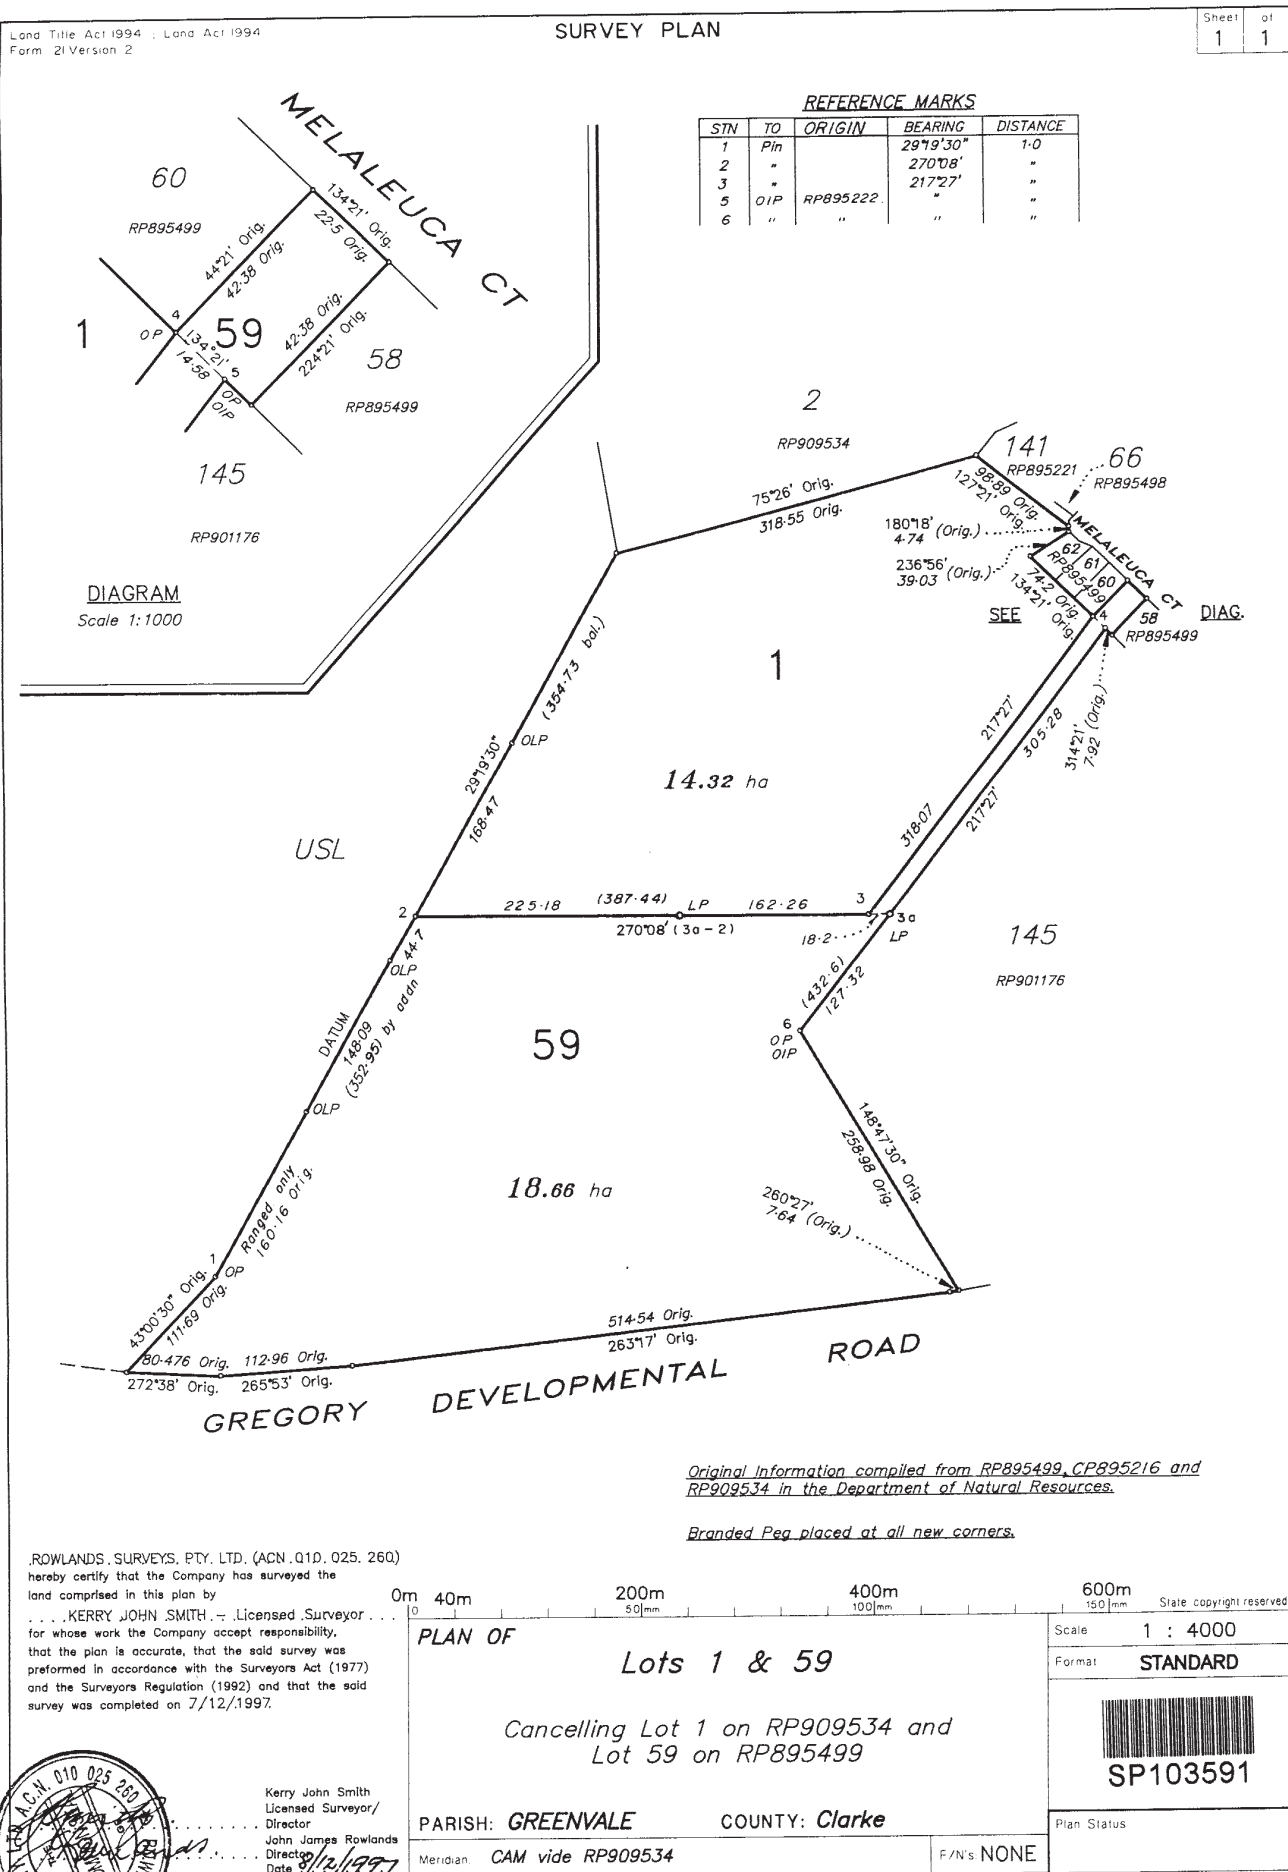 Land Title Act 1994 ; Land Act 1994
Form 21 Version 2
SURVEY PLAN
Sheet of
1 1
REFERENCE MARKS
STN TO ORIGIN BEARING DISTANCE
1 Pin 29°19'30" 1·0
2 " 270°08' "
3 " 217°27' "
5 OIP RP895222. " "
6 " " " "
MELALEUCA CT
60
RP895499
134°21' Orig.
22·5 Orig.
44°21' Orig.
42·38 Orig.
1
4
OP
59
134°21'
14·58
5
OP
OIP
42·38 Orig.
224°21' Orig.
58
RP895499
145
RP901176
DIAGRAM
Scale 1:1000
2
RP909534
141
RP895221
66
RP895498
75°26' Orig.
318·55 Orig.
98·89 Orig.
127°21' Orig.
180°18'
4·74 (Orig.)
236°56'
39·03 (Orig.)
MELALEUCA CT
62
61
60
RP895499
74·2 Orig.
134°21' Orig.
4
58
RP895499
SEE DIAG.
314°21'
7·92 (Orig.)
1
(354·73 bal.)
OLP
29°19'30"
168·47
14.32 ha
217°27'
318·07
305·28
217°27'
USL
2
225·18 (387·44) LP 162·26
270°08' (3a-2)
3
18·2
3a
LP
145
RP901176
44·7
OLP
DATUM
148·09
(352·95) by addn
OLP
59
(432·6)
127·32
6
OP
OIP
18.66 ha
148°47'30" Orig.
258·98 Orig.
260°27'
7·64 (Orig.)
Ranged only
160·16 Orig.
1
OP
43°00'30" Orig.
111·69 Orig.
80·476 Orig. 112·96 Orig.
272°38' Orig. 265°53' Orig.
514·54 Orig.
263°17' Orig.
GREGORY DEVELOPMENTAL ROAD
Original Information compiled from RP895499, CP895216 and
RP909534 in the Department of Natural Resources.
Branded Peg placed at all new corners.
ROWLANDS SURVEYS PTY. LTD. (ACN 010 025 260)
hereby certify that the Company has surveyed the
land comprised in this plan by
KERRY JOHN SMITH - Licensed Surveyor
for whose work the Company accept responsibility,
that the plan is accurate, that the said survey was
preformed in accordance with the Surveyors Act (1977)
and the Surveyors Regulation (1992) and that the said
survey was completed on 7/12/1997.
0m 40m 200m 400m 600m
0 50mm 100mm 150mm State copyright reserved
PLAN OF
Lots 1 & 59
Cancelling Lot 1 on RP909534 and
Lot 59 on RP895499
Scale 1 : 4000
Format STANDARD
SP103591
PARISH: GREENVALE COUNTY: Clarke
Plan Status
Meridian CAM vide RP909534 F/N's NONE
A.C.N. 010 025 260
Kerry John Smith
Licensed Surveyor/
Director
John James Rowlands
Director
Date 8/12/1997